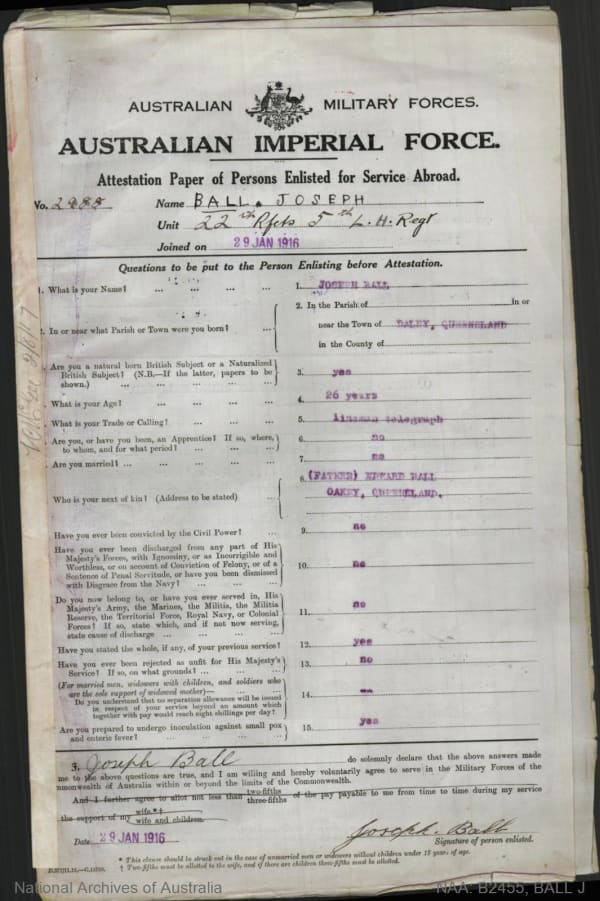 AUSTRALIAN MILITARY FORCES.
AUSTRALIAN IMPERIAL FORCE.
Attestation Paper of Persons Enlisted for Service Abroad.
No. Name BALL. JOSEPH
Unit 22nd Rfcts 5th L.H. Regt
Joined on 29 JAN 1916
Questions to be put to the Person Enlisting before Attestation.
1. What is your Name? ... ... ... ... 1. JOSEPH BALL
2. In or near what Parish or Town were you born? ... 2. In the Parish of in or
near the Town of DALBY, QUEENSLAND
in the County of
Are you a natural born British Subject or a Naturalized
British Subject? (N.B.—If the latter, papers to be
shown.) ... ... ... ... 3. yes
What is your Age? ... ... ... ... 4. 26 years
What is your Trade or Calling? ... ... ... 5. Lineman telegraph
Are you, or have you been, an Apprentice? If so, where,
to whom, and for what period? ... ... ... 6. no
Are you married? ... ... ... ... 7. no
Who is your next of kin? (Address to be stated) ... 8. (FATHER) EDWARD BALL
OAKEY, QUEENSLAND.
Have you ever been convicted by the Civil Power? ... 9. no
Have you ever been discharged from any part of His
Majesty's Forces, with Ignominy, or as Incorrigible and
Worthless, or on account of Conviction of Felony, or of a
Sentence of Penal Servitude, or have you been dismissed
with Disgrace from the Navy? ... ... ... 10. no
Do you now belong to, or have you ever served in, His
Majesty's Army, the Marines, the Militia, the Militia
Reserve, the Territorial Force, Royal Navy, or Colonial
Forces? If so, state which, and if not now serving,
state cause of discharge ... ... ... ... 11. no
Have you stated the whole, if any, of your previous service? 12. yes
Have you ever been rejected as unfit for His Majesty's
Service? If so, on what grounds? ... ... ... 13. no
(For married men, widowers with children, and soldiers who
are the sole support of widowed mother)—
Do you understand that no separation allowance will be issued
in respect of your service beyond an amount which
together with pay would reach eight shillings per day? 14. —
Are you prepared to undergo inoculation against small pox
and enteric fever? ... ... ... 15. yes
I, Joseph Ball do solemnly declare that the above answers made
me to the above questions are true, and I am willing and hereby voluntarily agree to serve in the Military Forces of the
mmonwealth of Australia within or beyond the limits of the Commonwealth.
And I further agree to allot not less than two-fifths three-fifths of the pay payable to me from time to time during my service
the support of my wife.*† wife and children.
Date 29 JAN 1916 Joseph. Ball
Signature of person enlisted.
* This clause should be struck out in the case of unmarried men or widowers without children under 18 years of age.
† Two-fifths must be allotted to the wife, and if there are children three-fifths must be allotted.
National Archives of Australia NAA: B2455, BALL J